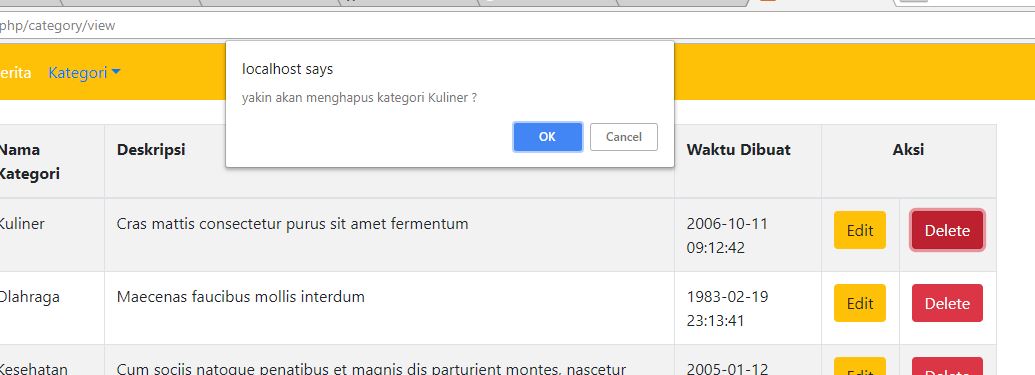 php/category/view
erita Kategori
localhost says
yakin akan menghapus kategori Kuliner ?
OK Cancel
Nama Kategori Deskripsi Waktu Dibuat Aksi
Kuliner Cras mattis consectetur purus sit amet fermentum 2006-10-11 09:12:42 Edit Delete
Olahraga Maecenas faucibus mollis interdum 1983-02-19 23:13:41 Edit Delete
Kesehatan Cum sociis natoque penatibus et magnis dis parturient montes, nascetur 2005-01-12 Edit Delete